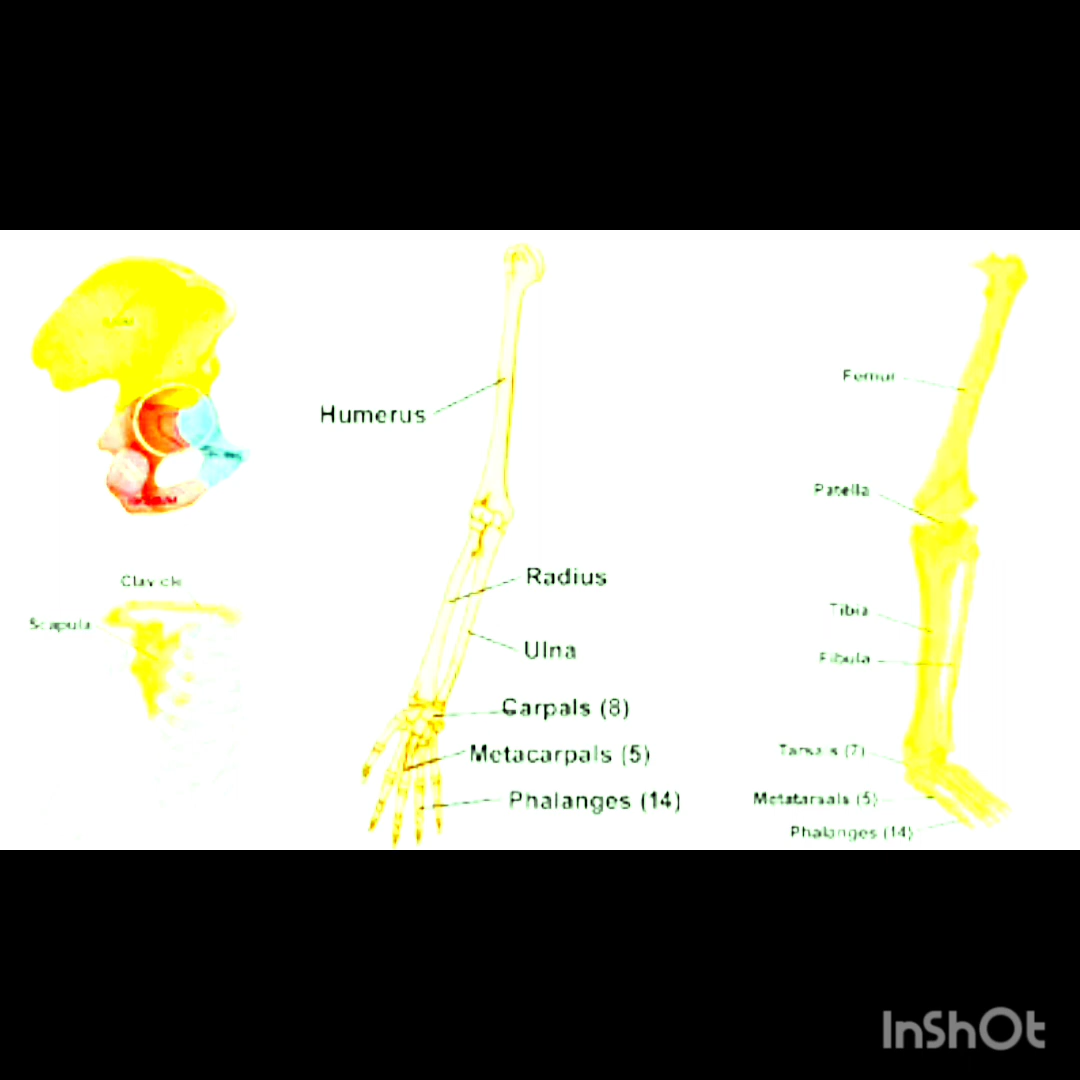 Humerus
Radius
Ulna
Carpals (8)
Metacarpals (5)
Phalanges (14)
Clavicle
Scapula
Femur
Patella
Tibia
Fibula
Tarsals (7)
Metatarsals (5)
Phalanges (14)
InShOt